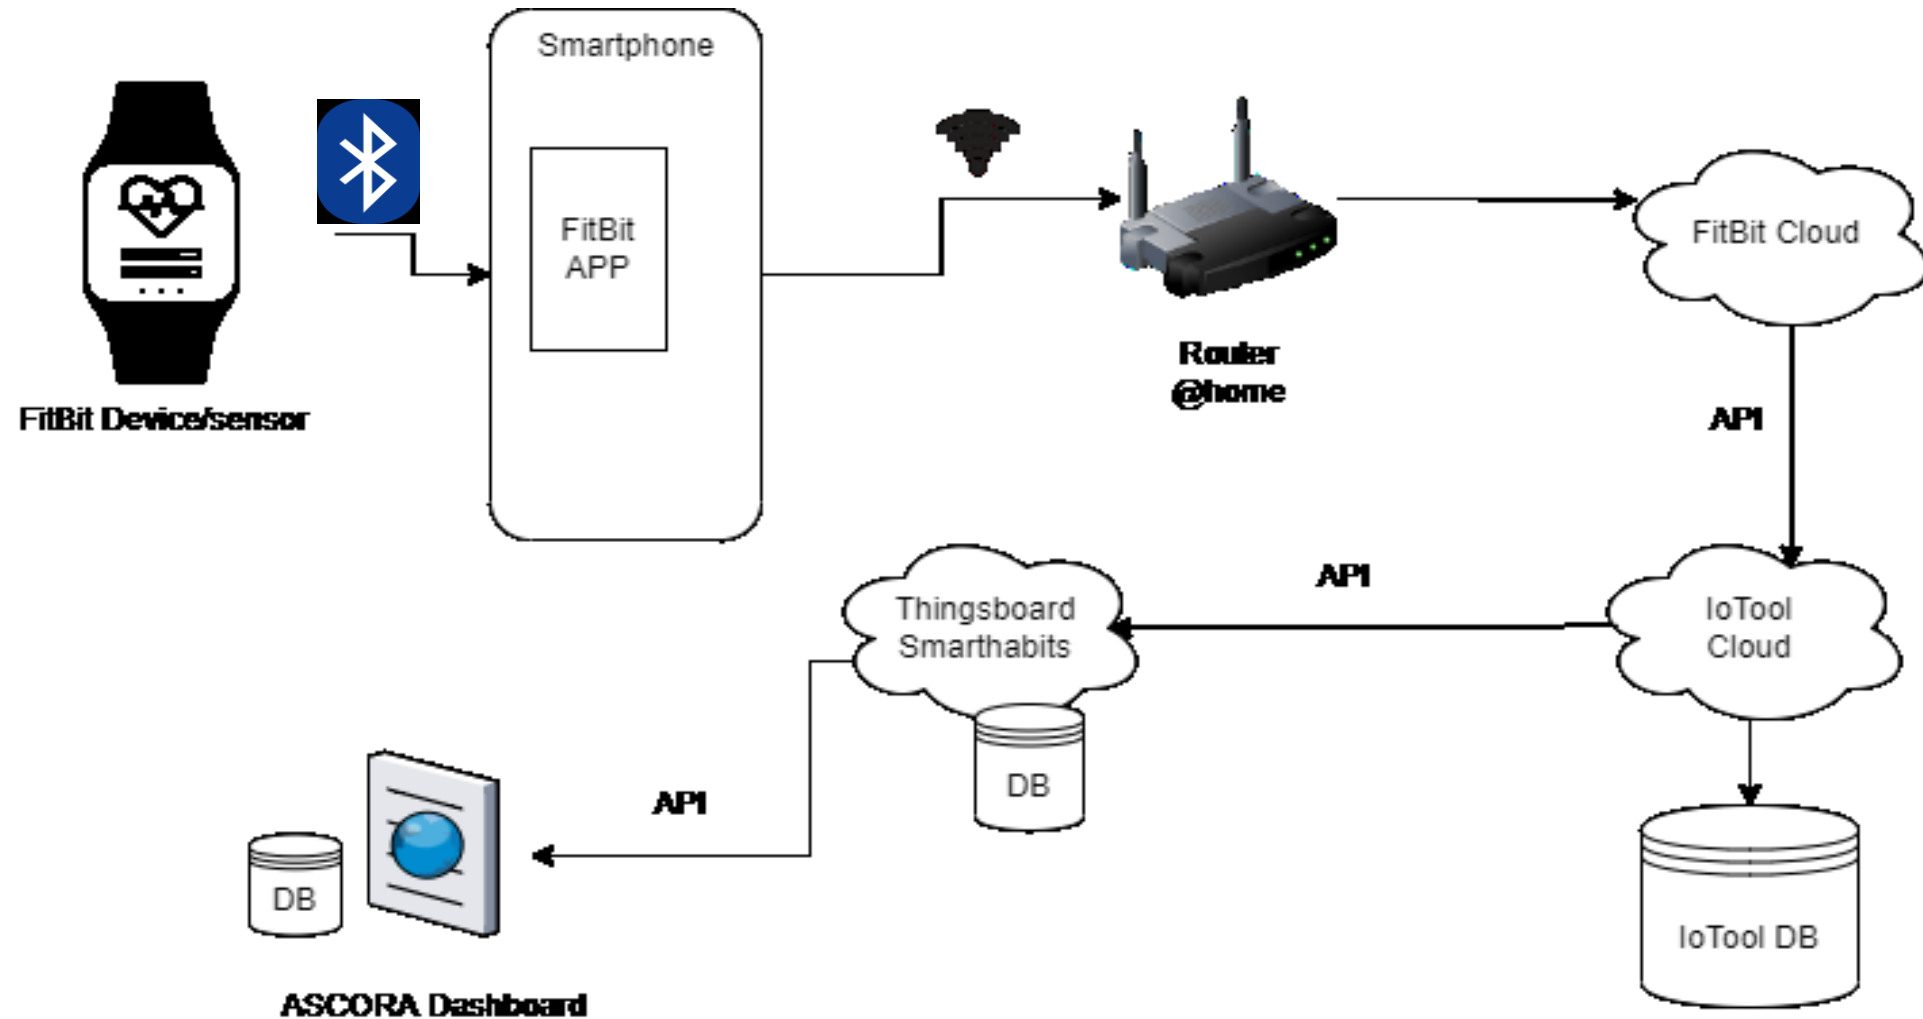 Smartphone
FitBit
APP
FitBit Device/sensor
Router
@home
FitBit Cloud
API
IoTool
Cloud
API
Thingsboard
Smarthabits
DB
API
DB
ASCORA Dashboard
IoTool DB